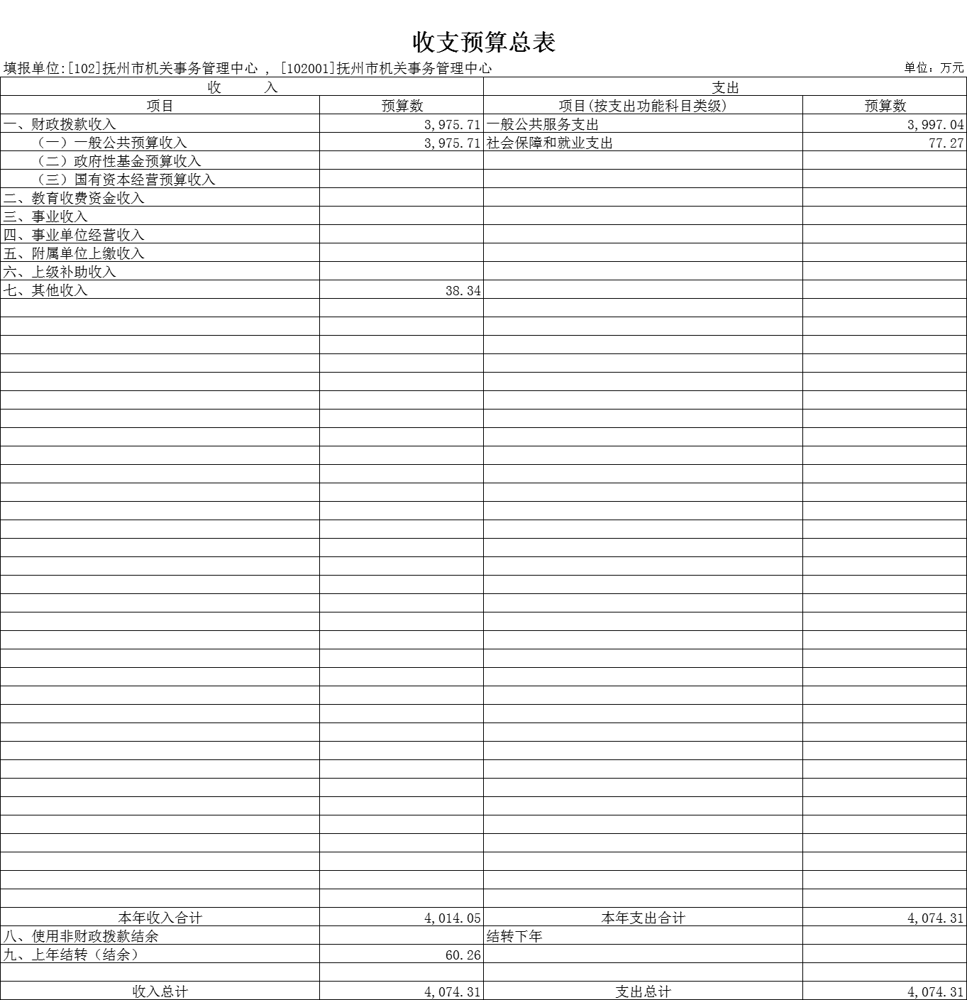 收支预算总表
填报单位:[102]抚州市机关事务管理中心 , [102001]抚州市机关事务管理中心 单位：万元
收 入 支出
项目 预算数 项目(按支出功能科目类级) 预算数
一、财政拨款收入 3,975.71 一般公共服务支出 3,997.04
（一）一般公共预算收入 3,975.71 社会保障和就业支出 77.27
（二）政府性基金预算收入
（三）国有资本经营预算收入
二、教育收费资金收入
三、事业收入
四、事业单位经营收入
五、附属单位上缴收入
六、上级补助收入
七、其他收入 38.34
本年收入合计 4,014.05 本年支出合计 4,074.31
八、使用非财政拨款结余 结转下年
九、上年结转（结余） 60.26
收入总计 4,074.31 支出总计 4,074.31